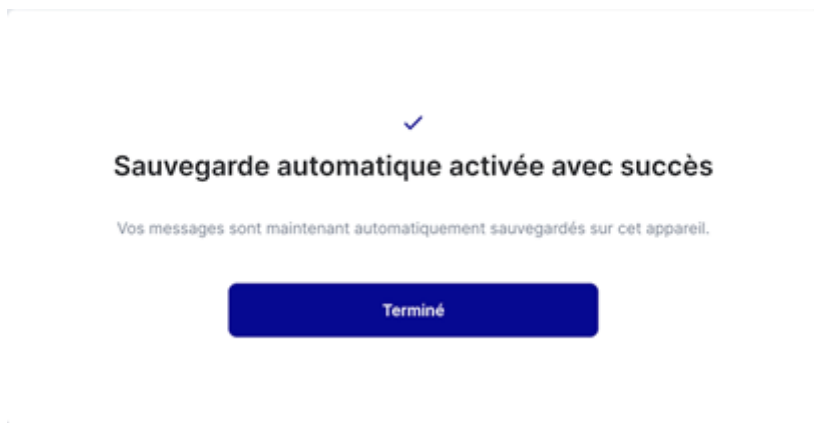 Sauvegarde automatique activée avec succès
Vos messages sont maintenant automatiquement sauvegardés sur cet appareil.
Terminé